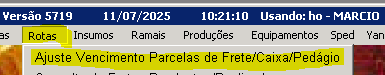 Versão 5719 11/07/2025 10:21:10 Usando: ho - MARCIO
Rotas Insumos Ramais Produções Equipamentos Sped Yan
Ajuste Vencimento Parcelas de Frete/Caixa/Pedágio